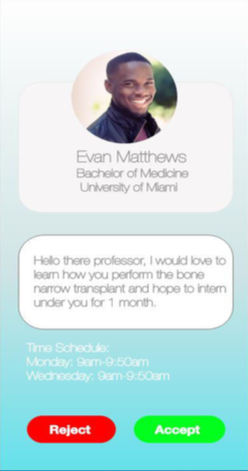 Evan Matthews
Bachelor of Medicine
University of Miami
Hello there professor, I would love to
learn how you perform the bone
narrow transplant and hope to intern
under you for 1 month.
Time Schedule:
Monday: 9am-9:50am
Wednesday: 9am-9:50am
Reject
Accept